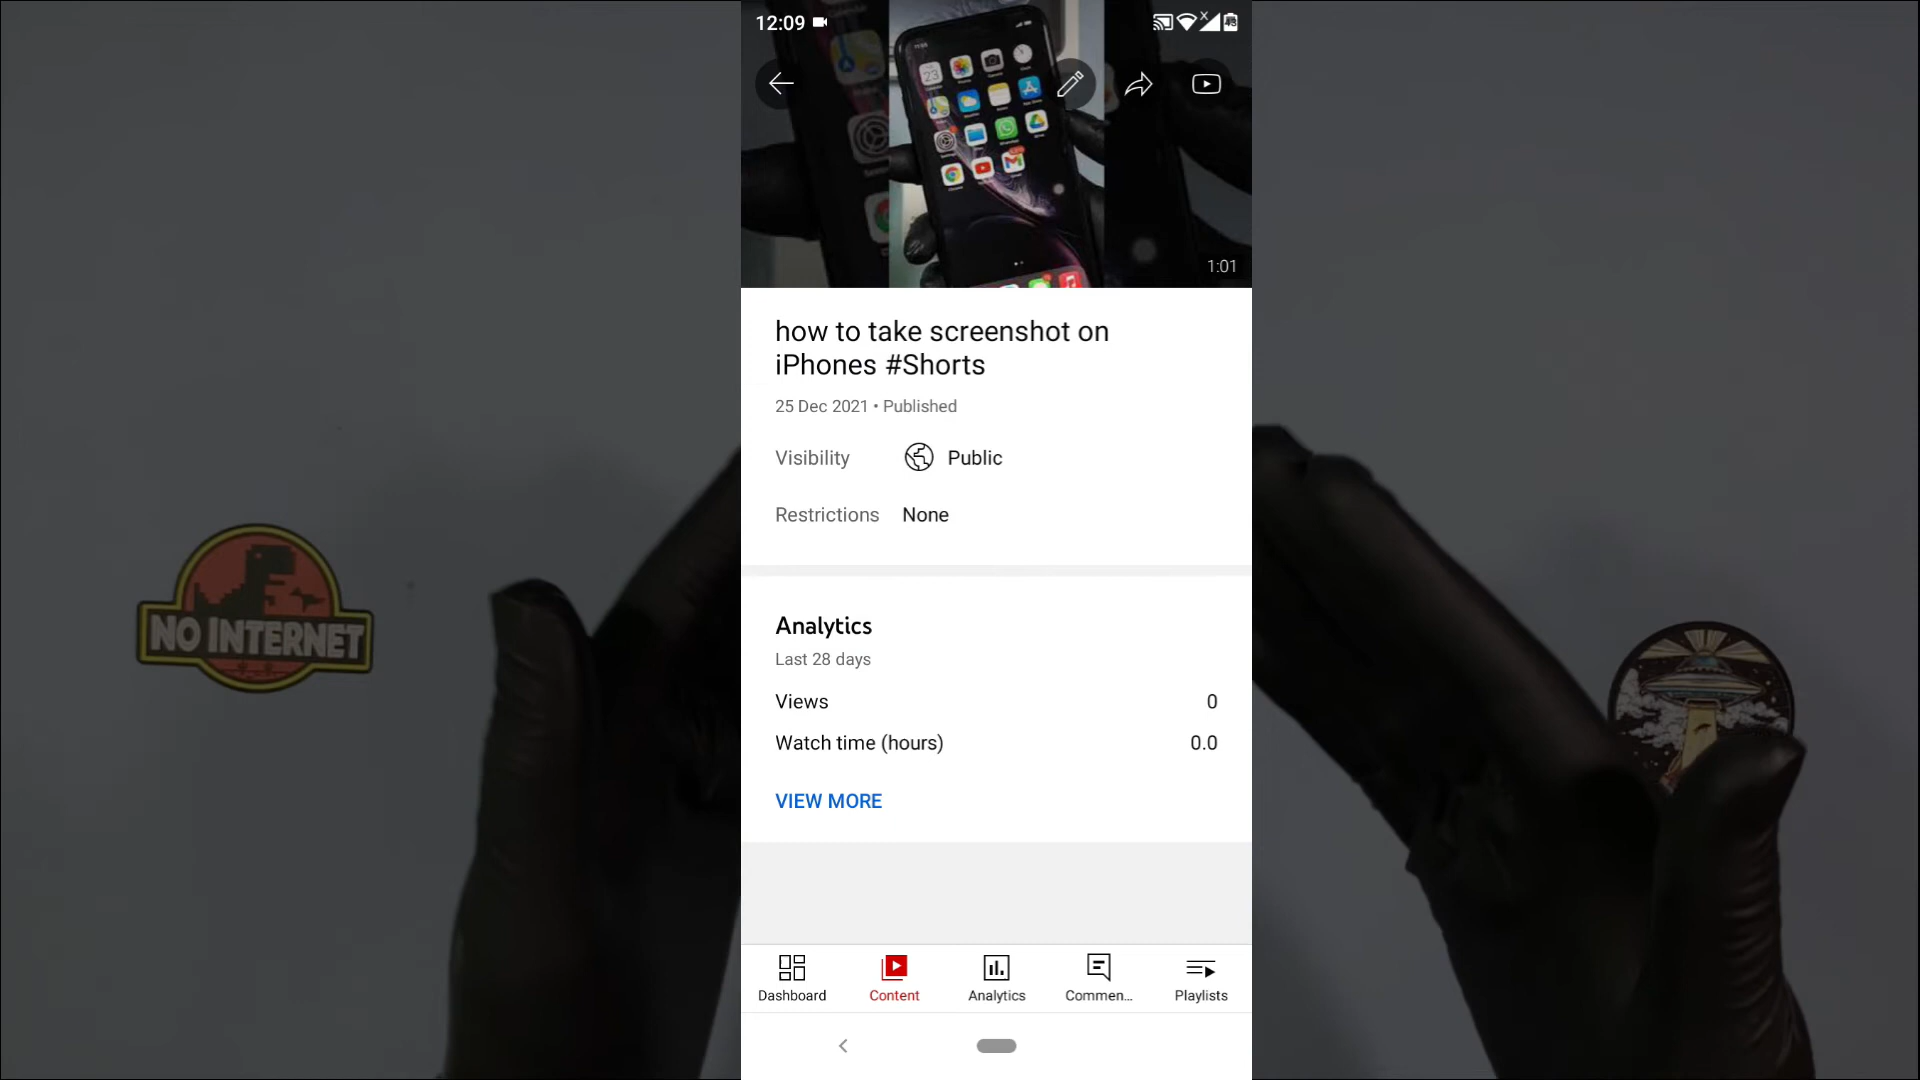 12:09
1:01
how to take screenshot on
iPhones #Shorts
25 Dec 2021 • Published
Visibility Public
Restrictions None
NO INTERNET
Analytics
Last 28 days
Views 0
Watch time (hours) 0.0
VIEW MORE
Dashboard Content Analytics Commen... Playlists